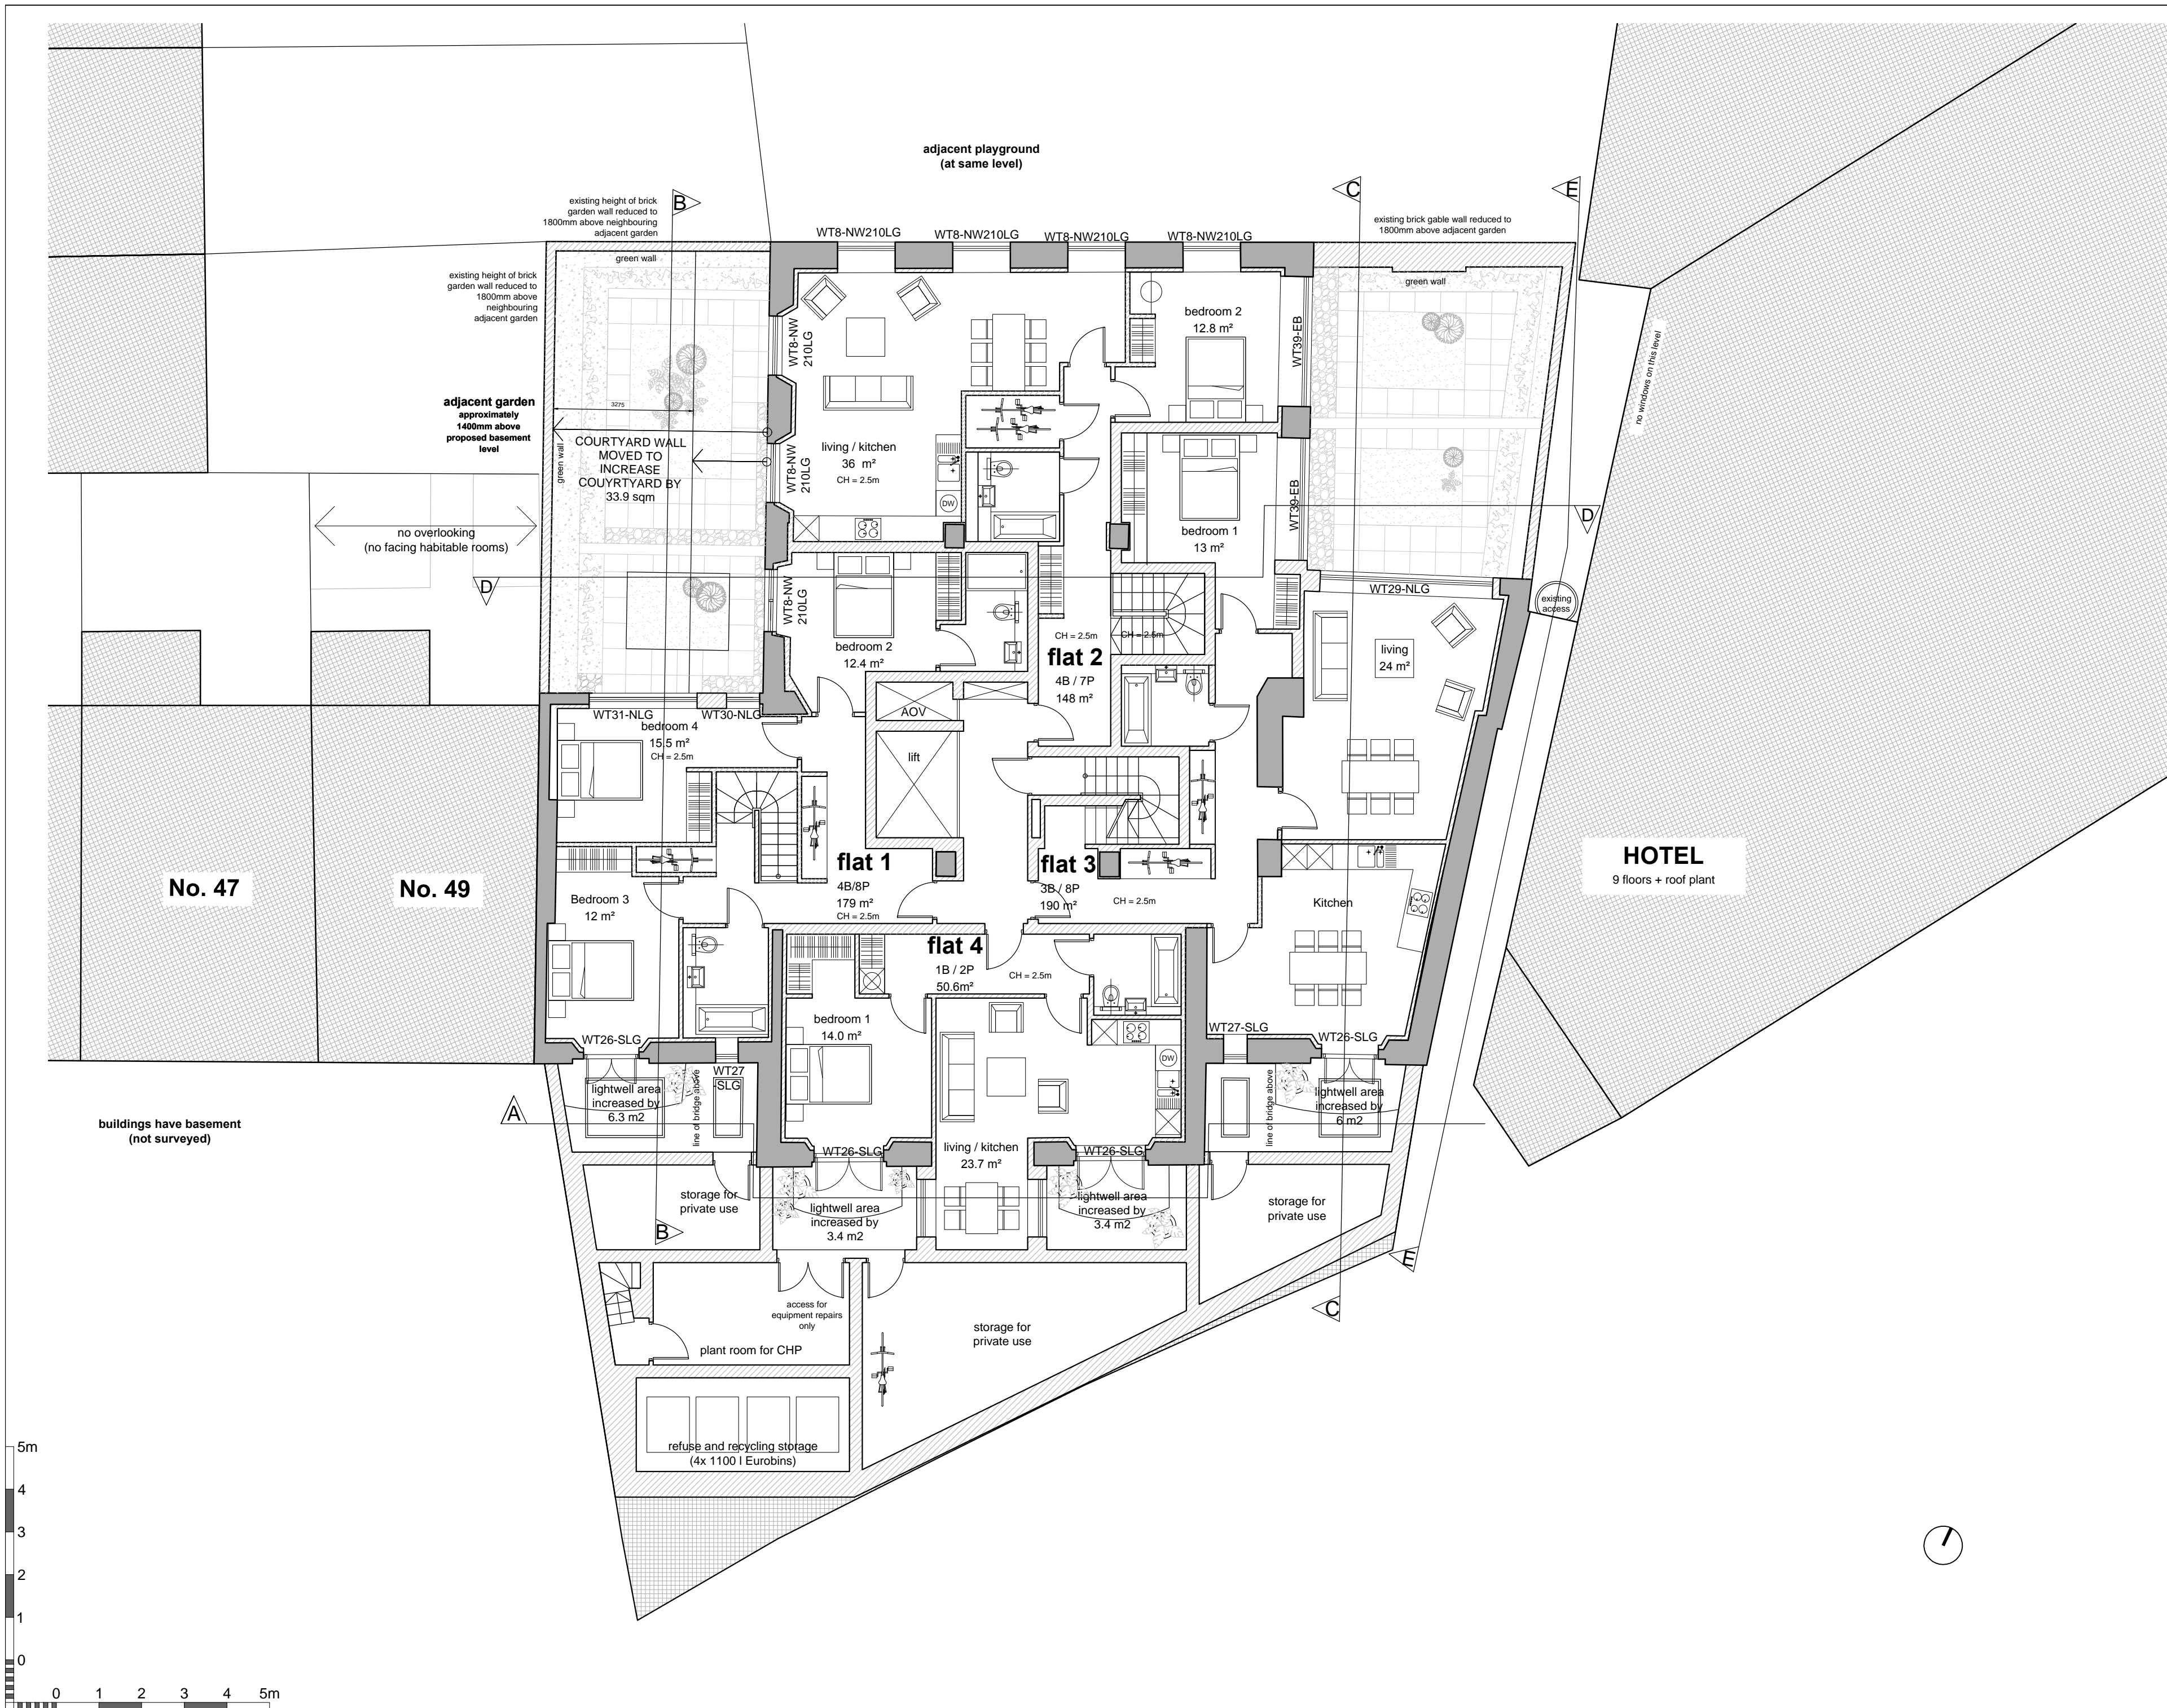 adjacent playground
(at same level)
existing height of brick
garden wall reduced to
1800mm above neighbouring
adjacent garden
B
C
E
existing brick gable wall reduced to
1800mm above adjacent garden
WT8-NW210LG
WT8-NW210LG
WT8-NW210LG
WT8-NW210LG
green wall
green wall
existing height of brick
garden wall reduced to
1800mm above
neighbouring
adjacent garden
bedroom 2
12.8 m²
WT8-NW
210LG
WT39-EB
no windows on this level
adjacent garden
approximately
1400mm above
proposed basement
level
3275
COURTYARD WALL
MOVED TO
INCREASE
COUYRTYARD BY
33.9 sqm
green wall
living / kitchen
36 m²
CH = 2.5m
WT8-NW
210LG
DW
WT39-EB
bedroom 1
13 m²
D
no overlooking
(no facing habitable rooms)
D
WT8-NW
210LG
WT29-NLG
existing
access
bedroom 2
12.4 m²
CH = 2.5m
CH = 2.5m
flat 2
4B / 7P
148 m²
living
24 m²
AOV
WT31-NLG
WT30-NLG
bedroom 4
15.5 m²
CH = 2.5m
lift
flat 1
4B/8P
179 m²
CH = 2.5m
flat 3
3B / 8P
190 m²
CH = 2.5m
HOTEL
9 floors + roof plant
No. 47
No. 49
Bedroom 3
12 m²
Kitchen
flat 4
1B / 2P
50.6m²
CH = 2.5m
bedroom 1
14.0 m²
WT26-SLG
WT27
-SLG
DW
WT27-SLG
WT26-SLG
lightwell area
increased by
6.3 m2
line of bridge above
line of bridge above
lightwell area
increased by
6 m2
A
buildings have basement
(not surveyed)
WT26-SLG
living / kitchen
23.7 m²
WT26-SLG
storage for
private use
lightwell area
increased by
3.4 m2
lightwell area
increased by
3.4 m2
storage for
private use
B
E
C
access for
equipment repairs
only
plant room for CHP
storage for
private use
refuse and recycling storage
(4x 1100 l Eurobins)
5m
4
3
2
1
0
0 1 2 3 4 5m